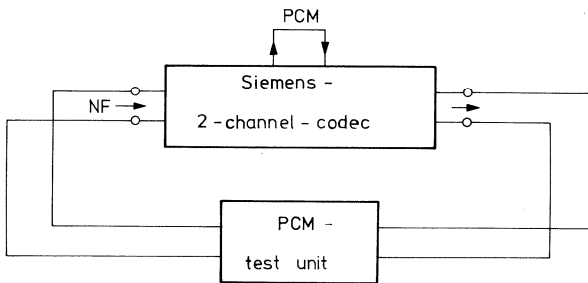 PCM
Siemens -
NF
2 - channel - codec
PCM -
test unit